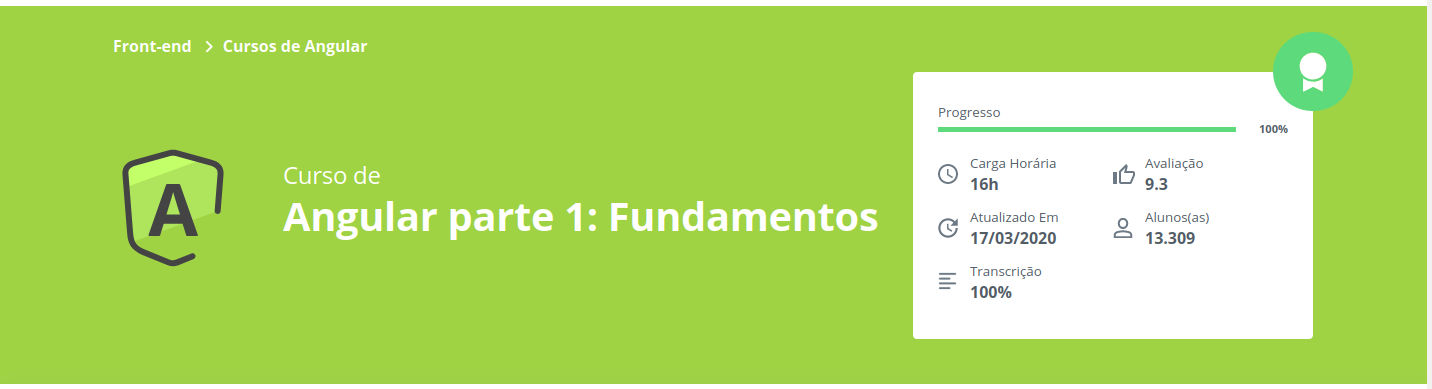 Front-end > Cursos de Angular
A
Curso de
Angular parte 1: Fundamentos
Progresso
100%
Carga Horária
16h
Avaliação
9.3
Atualizado Em
17/03/2020
Alunos(as)
13.309
Transcrição
100%